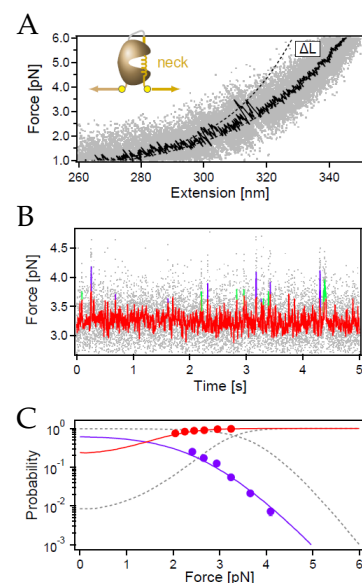 A
6.0
5.0
4.0
3.0
2.0
1.0
Force [pN]
neck
ΔL
260 280 300 320 340
Extension [nm]
B
4.5
4.0
3.5
3.0
Force [pN]
0 1 2 3 4 5
Time [s]
C
10⁰
10⁻¹
10⁻²
10⁻³
Probability
0 1 2 3 4 5 6
Force [pN]